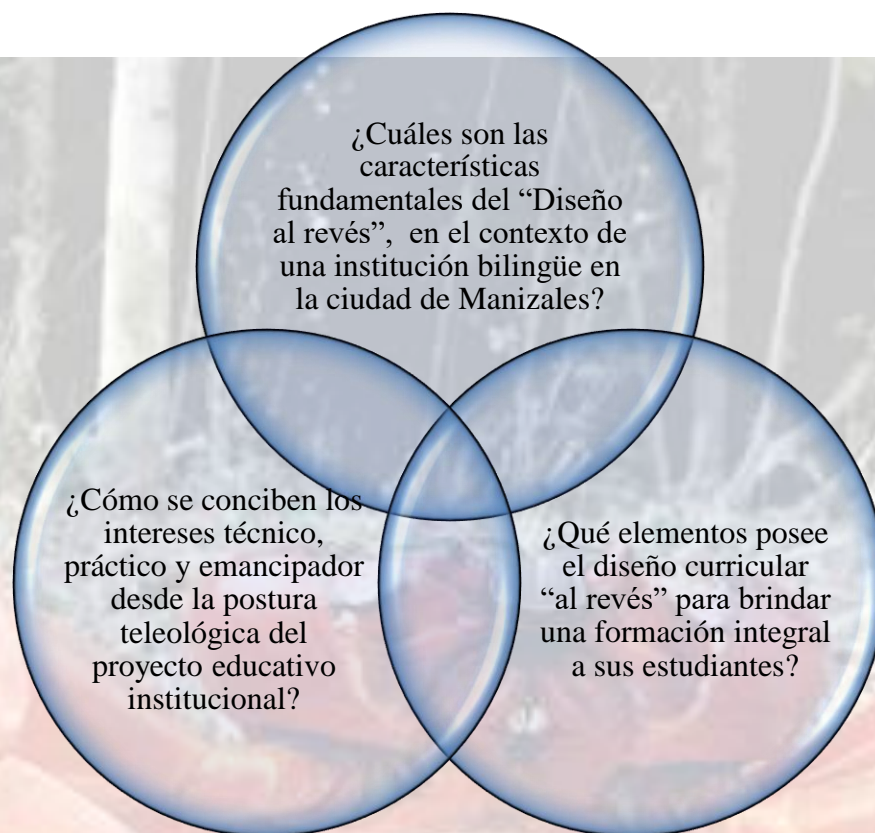 ¿Cuáles son las
características
fundamentales del “Diseño
al revés”, en el contexto de
una institución bilingüe en
la ciudad de Manizales?
¿Cómo se conciben los
intereses técnico,
práctico y emancipador
desde la postura
teleológica del
proyecto educativo
institucional?
¿Qué elementos posee
el diseño curricular
“al revés” para brindar
una formación integral
a sus estudiantes?